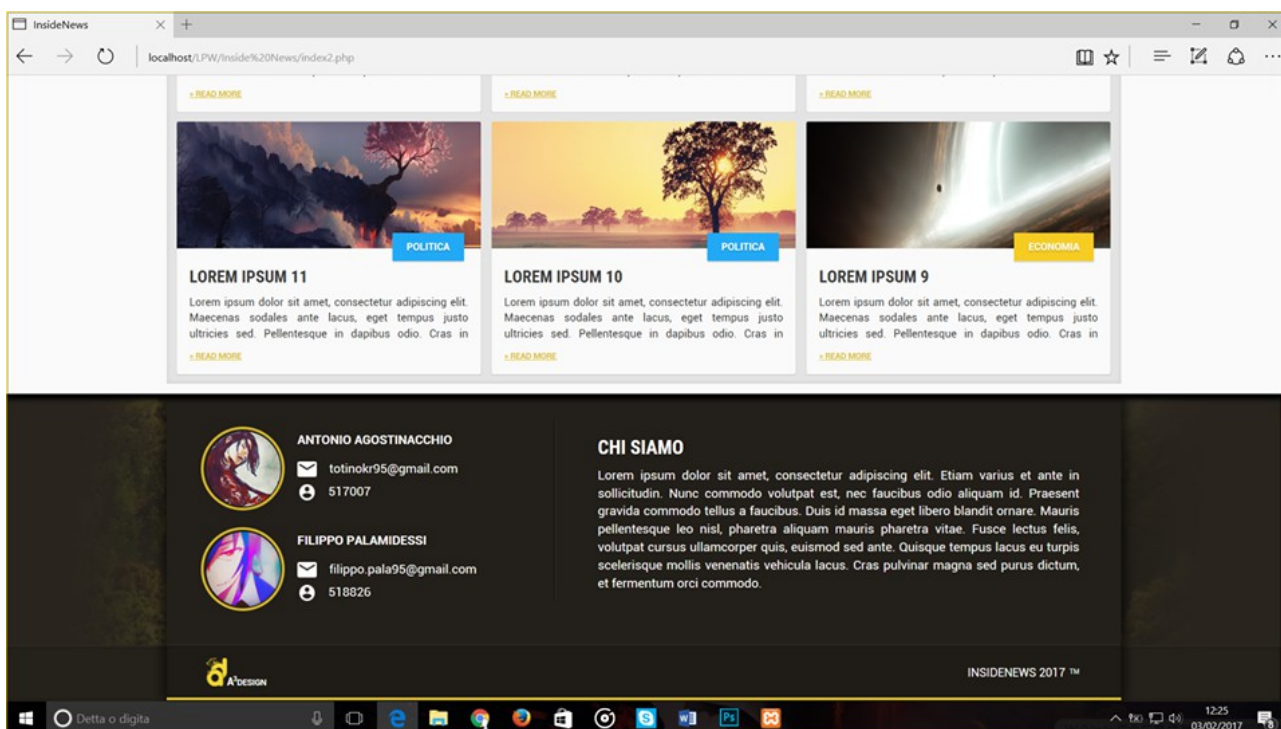 InsideNews
localhost/LPW/Inside%20News/index2.php
» READ MORE
» READ MORE
» READ MORE
POLITICA
POLITICA
ECONOMIA
LOREM IPSUM 11
Lorem ipsum dolor sit amet, consectetur adipiscing elit.
Maecenas sodales ante lacus, eget tempus justo
ultricies sed. Pellentesque in dapibus odio. Cras in
» READ MORE
LOREM IPSUM 10
Lorem ipsum dolor sit amet, consectetur adipiscing elit.
Maecenas sodales ante lacus, eget tempus justo
ultricies sed. Pellentesque in dapibus odio. Cras in
» READ MORE
LOREM IPSUM 9
Lorem ipsum dolor sit amet, consectetur adipiscing elit.
Maecenas sodales ante lacus, eget tempus justo
ultricies sed. Pellentesque in dapibus odio. Cras in
» READ MORE
ANTONIO AGOSTINACCHIO
totinokr95@gmail.com
517007
FILIPPO PALAMIDESSI
filippo.pala95@gmail.com
518826
CHI SIAMO
Lorem ipsum dolor sit amet, consectetur adipiscing elit. Etiam varius et ante in
sollicitudin. Nunc commodo volutpat est, nec faucibus odio aliquam id. Praesent
gravida commodo tellus a faucibus. Duis id massa eget libero blandit ornare. Mauris
pellentesque leo nisl, pharetra aliquam mauris pharetra vitae. Fusce lectus felis,
volutpat cursus ullamcorper quis, euismod sed ante. Quisque tempus lacus eu turpis
scelerisque mollis venenatis vehicula lacus. Cras pulvinar magna sed purus dictum,
et fermentum orci commodo.
A³DESIGN
INSIDENEWS 2017 ™
Detta o digita
12:25
03/02/2017